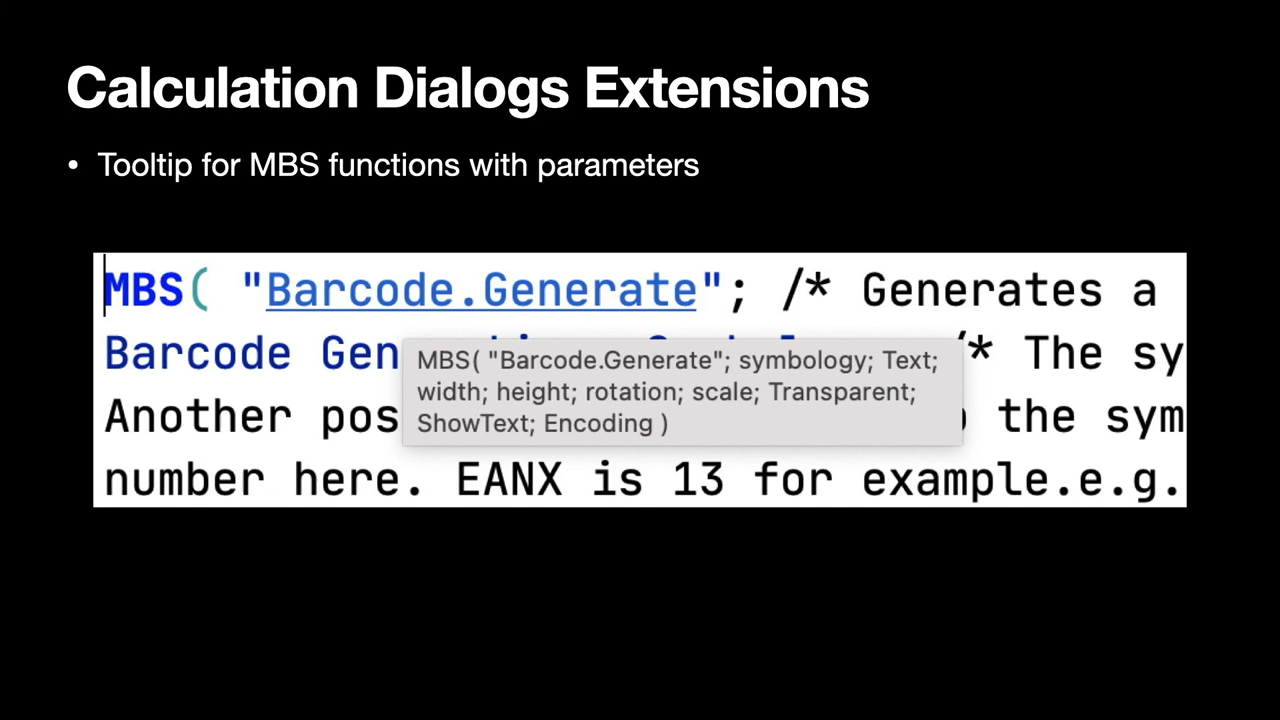 Calculation Dialogs Extensions
• Tooltip for MBS functions with parameters
MBS( "Barcode.Generate"; /* Generates a
Barcode Gen /* The sy
MBS( "Barcode.Generate"; symbology; Text;
width; height; rotation; scale; Transparent;
ShowText; Encoding )
Another pos the sym
number here. EANX is 13 for example.e.g.